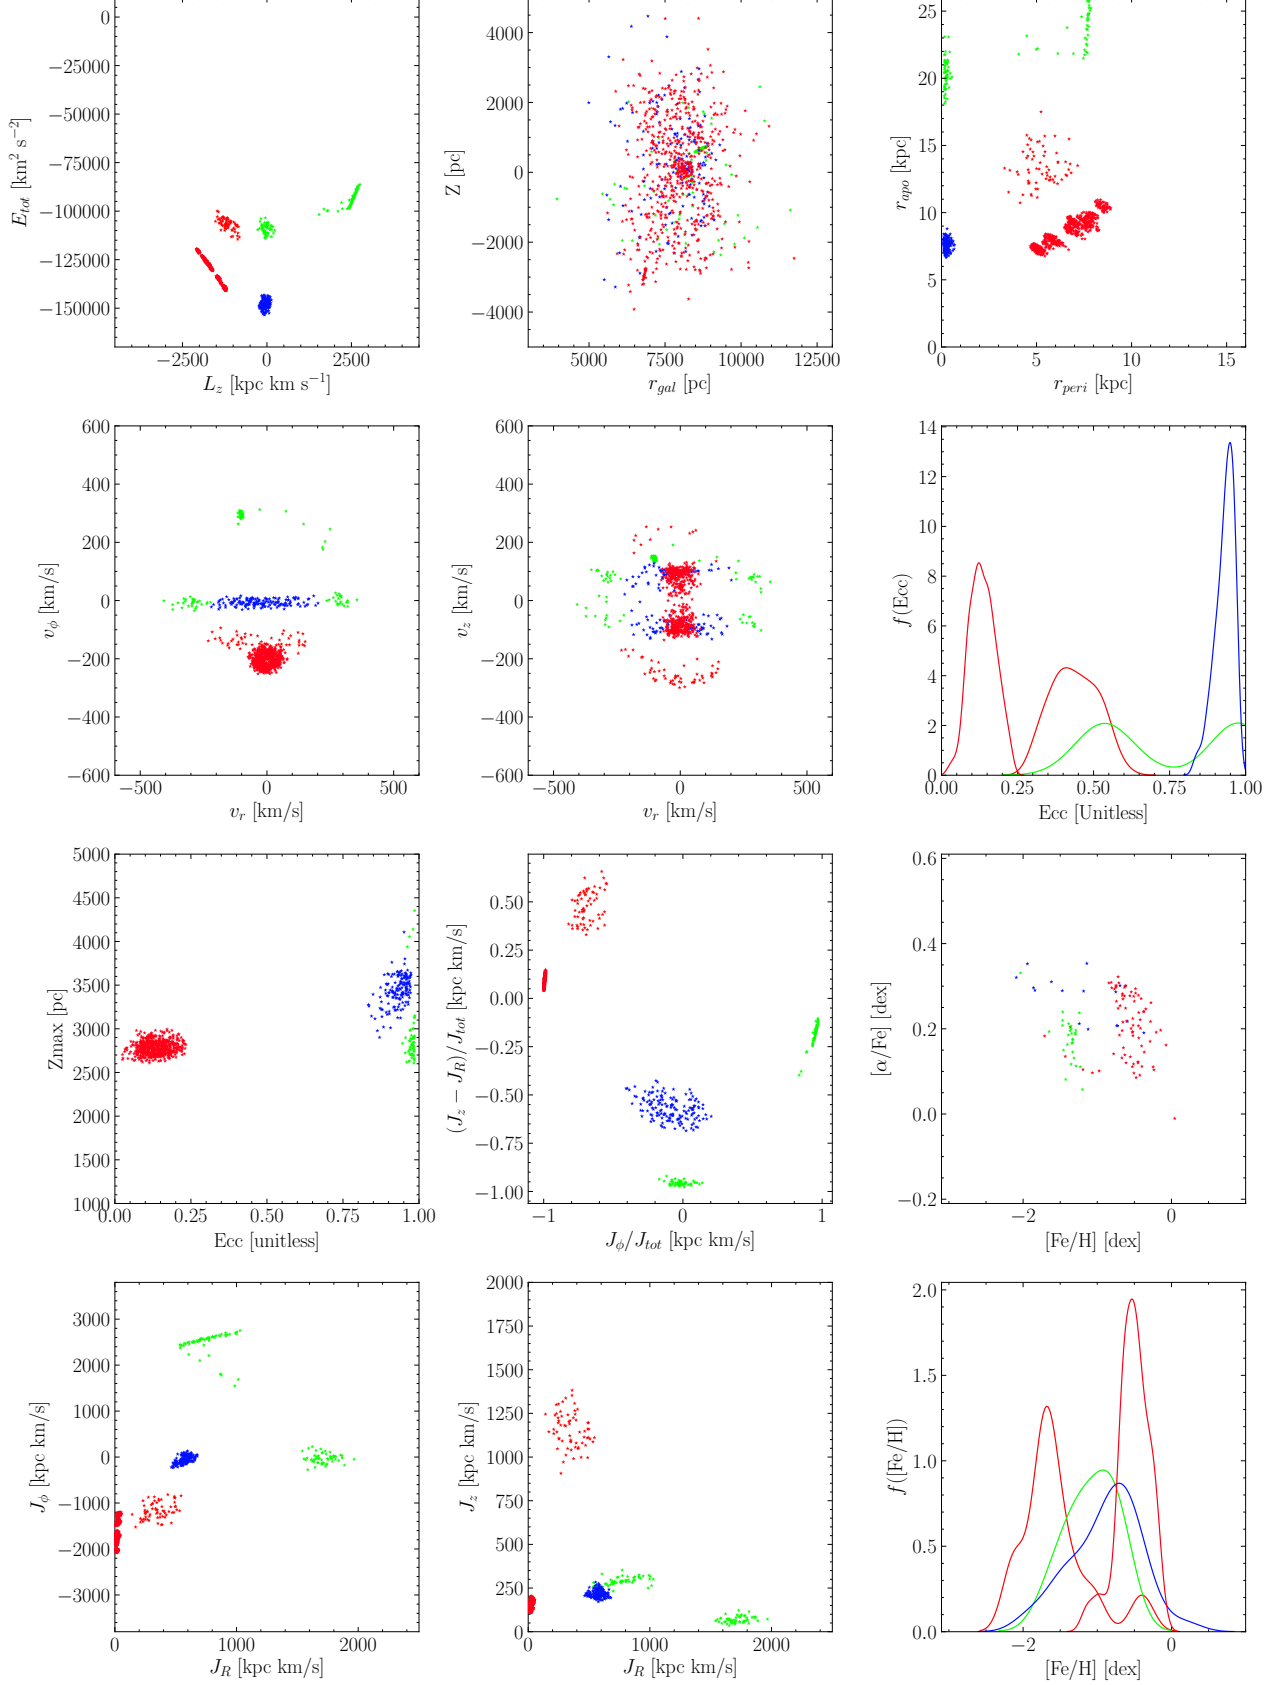 0
−25000
−50000
−75000
−100000
−125000
−150000
E_tot [km² s⁻²]
−2500 0 2500
L_z [kpc km s⁻¹]
4000
2000
0
−2000
−4000
Z [pc]
5000 7500 10000 12500
r_gal [pc]
25
20
15
10
5
0
r_apo [kpc]
0 5 10 15
r_peri [kpc]
600
400
200
0
−200
−400
−600
v_ϕ [km/s]
−500 0 500
v_r [km/s]
600
400
200
0
−200
−400
−600
v_z [km/s]
−500 0 500
v_r [km/s]
14
12
10
8
6
4
2
0
f(Ecc)
0.00 0.25 0.50 0.75 1.00
Ecc [Unitless]
5000
4500
4000
3500
3000
2500
2000
1500
1000
Zmax [pc]
0.00 0.25 0.50 0.75 1.00
Ecc [unitless]
0.50
0.25
0.00
−0.25
−0.50
−0.75
−1.00
(J_z − J_R)/J_tot [kpc km/s]
−1 0 1
J_ϕ/J_tot [kpc km/s]
0.6
0.4
0.2
0.0
−0.2
[α/Fe] [dex]
−2 0
[Fe/H] [dex]
3000
2000
1000
0
−1000
−2000
−3000
J_ϕ [kpc km/s]
0 1000 2000
J_R [kpc km/s]
2000
1750
1500
1250
1000
750
500
250
0
J_z [kpc km/s]
0 1000 2000
J_R [kpc km/s]
2.0
1.5
1.0
0.5
0.0
f([Fe/H])
−2 0
[Fe/H] [dex]